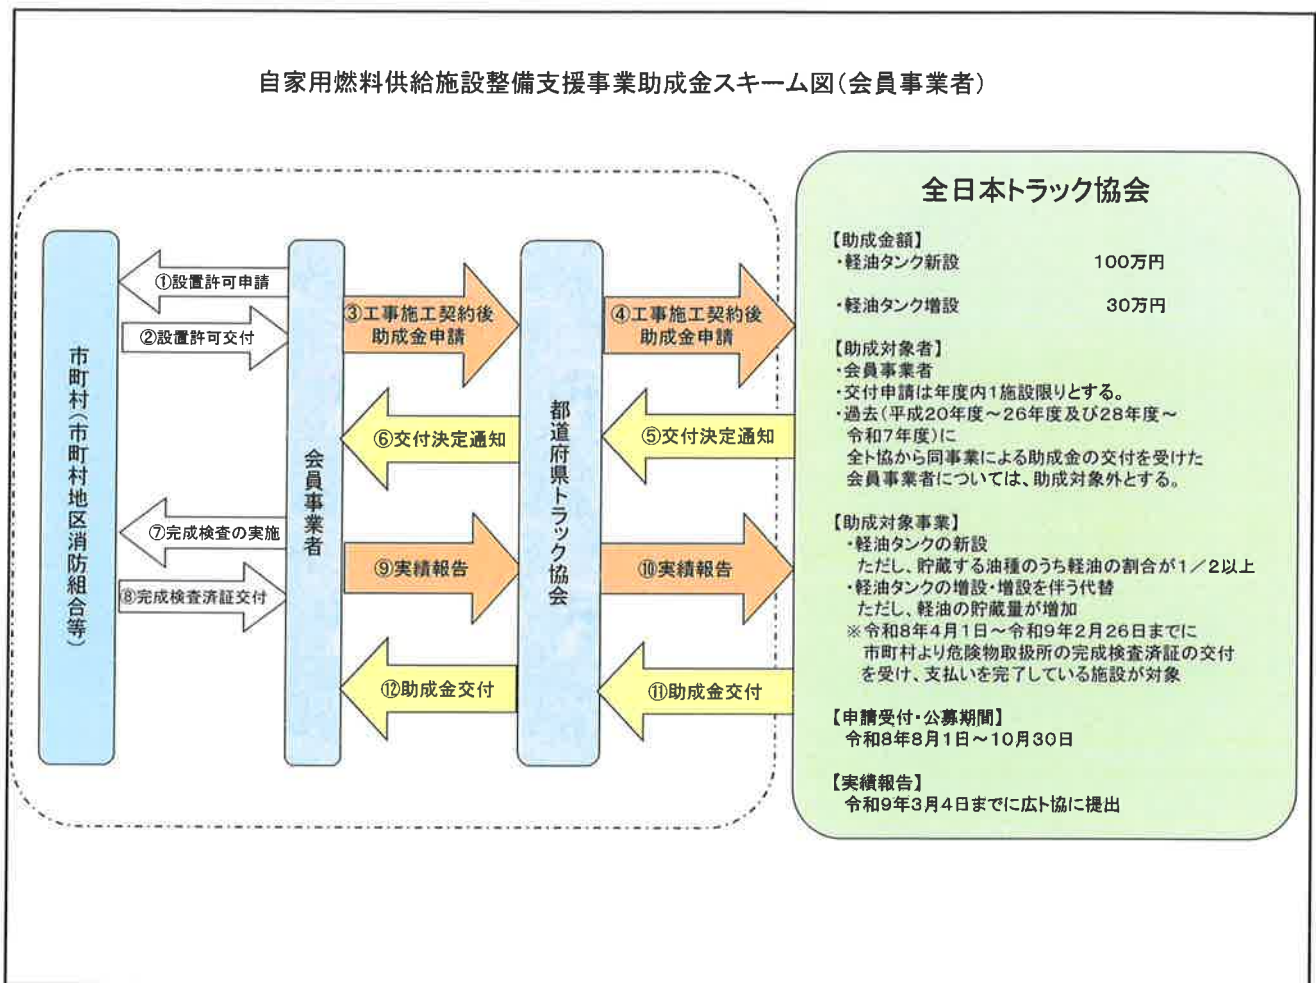 自家用燃料供給施設整備支援事業助成金スキーム図(会員事業者)
市町村(市町村地区消防組合等)
会員事業者
都道府県トラック協会
①設置許可申請
②設置許可交付
③工事施工契約後
助成金申請
④工事施工契約後
助成金申請
⑤交付決定通知
⑥交付決定通知
⑦完成検査の実施
⑧完成検査済証交付
⑨実績報告
⑩実績報告
⑪助成金交付
⑫助成金交付
全日本トラック協会
【助成金額】
・軽油タンク新設 100万円
・軽油タンク増設 30万円
【助成対象者】
・会員事業者
・交付申請は年度内1施設限りとする。
・過去(平成20年度～26年度及び28年度～
令和7年度)に
全ト協から同事業による助成金の交付を受けた
会員事業者については、助成対象外とする。
【助成対象事業】
・軽油タンクの新設
ただし、貯蔵する油種のうち軽油の割合が1／2以上
・軽油タンクの増設・増設を伴う代替
ただし、軽油の貯蔵量が増加
※令和8年4月1日～令和9年2月26日までに
市町村より危険物取扱所の完成検査済証の交付
を受け、支払いを完了している施設が対象
【申請受付・公募期間】
令和8年8月1日～10月30日
【実績報告】
令和9年3月4日までに広ト協に提出